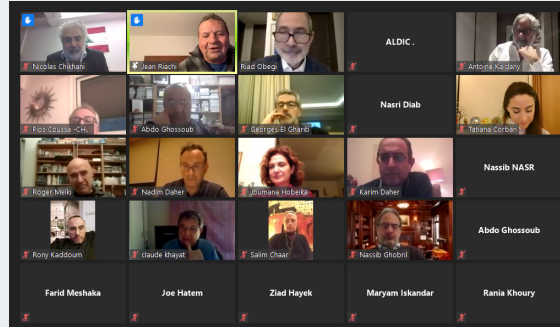 Nicolas Chikhani
Jean Riachi
Riad Obegi
ALDIC .
Antoine Kaldany
Pios Coussa -CH
Abdo Ghossoub
Georges El Gharib
Nasri Diab
Tatiana Corban
Roger Melki
Nadim Daher
Joumana Hobeika
Karim Daher
Nassib NASR
Rony Kaddoum
claude khayat
Salim Chaar
Nassib Ghobril
Abdo Ghossoub
Farid Meshaka
Joe Hatem
Ziad Hayek
Maryam Iskandar
Rania Khoury